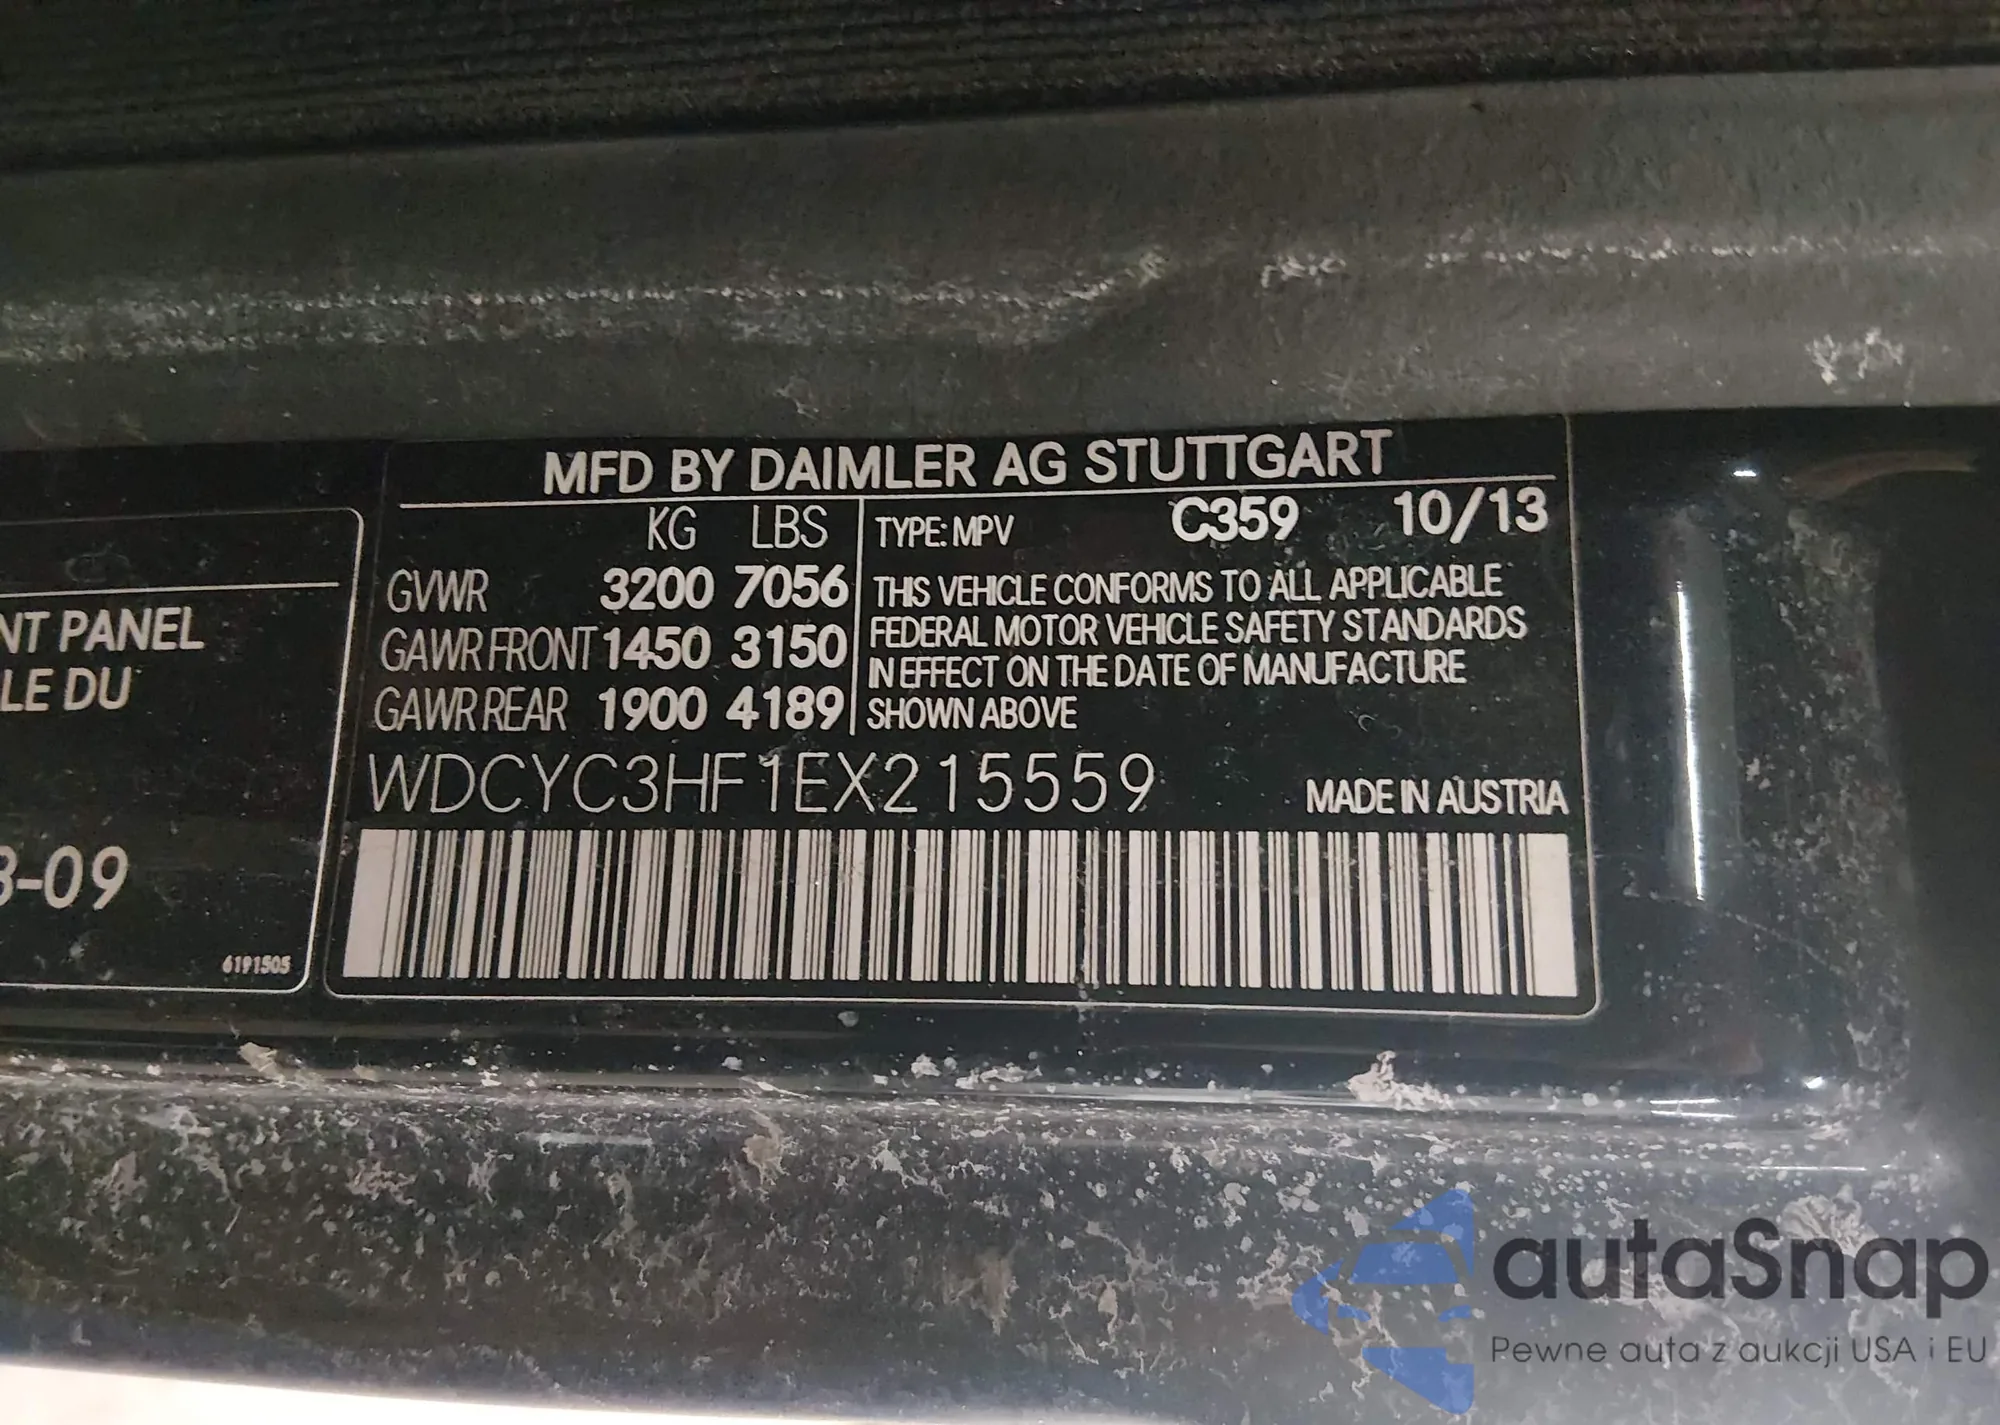 NT PANEL
LE DU
-09
6191505
MFD BY DAIMLER AG STUTTGART
KG LBS
GVWR 3200 7056
GAWR FRONT 1450 3150
GAWR REAR 1900 4189
TYPE: MPV C359 10/13
THIS VEHICLE CONFORMS TO ALL APPLICABLE
FEDERAL MOTOR VEHICLE SAFETY STANDARDS
IN EFFECT ON THE DATE OF MANUFACTURE
SHOWN ABOVE
WDCYC3HF1EX215559
MADE IN AUSTRIA
autaSnap
Pewne auta z aukcji USA i EU